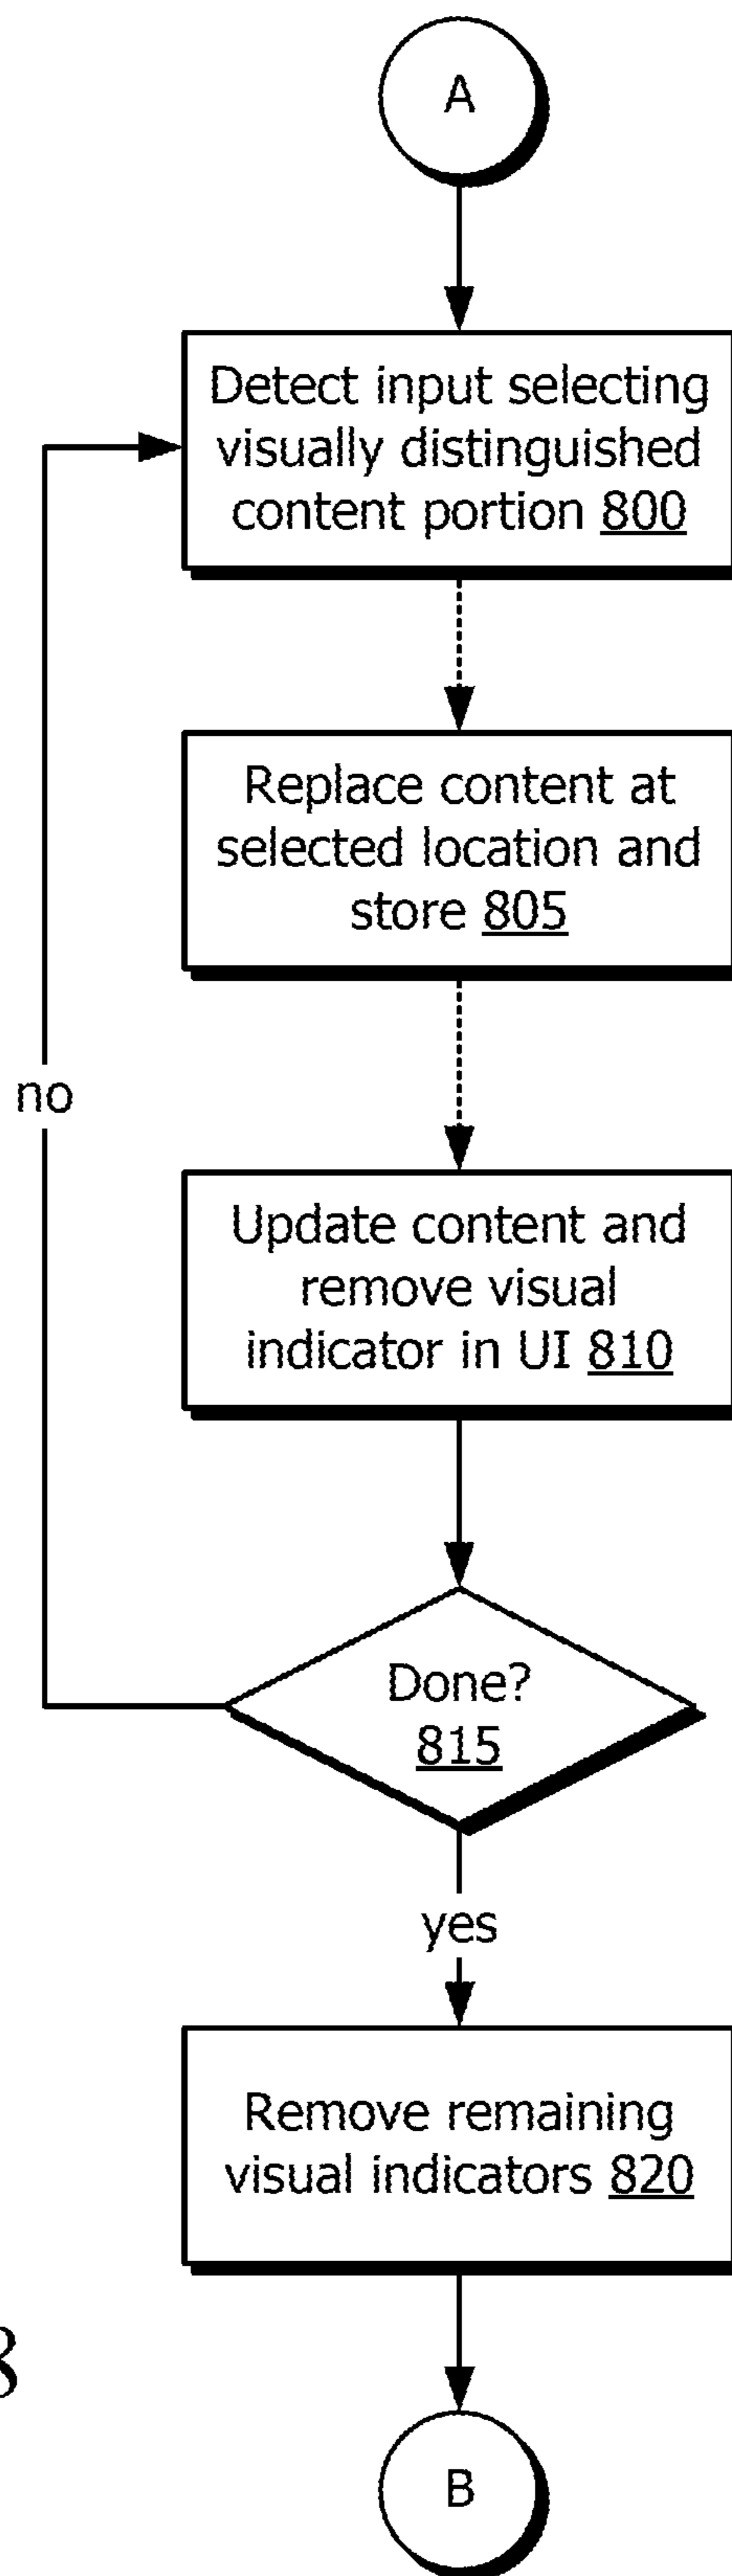 A
Detect input selecting
visually distinguished
content portion 800
Replace content at
selected location and
store 805
no
Update content and
remove visual
indicator in UI 810
Done?
815
yes
Remove remaining
visual indicators 820
8
B